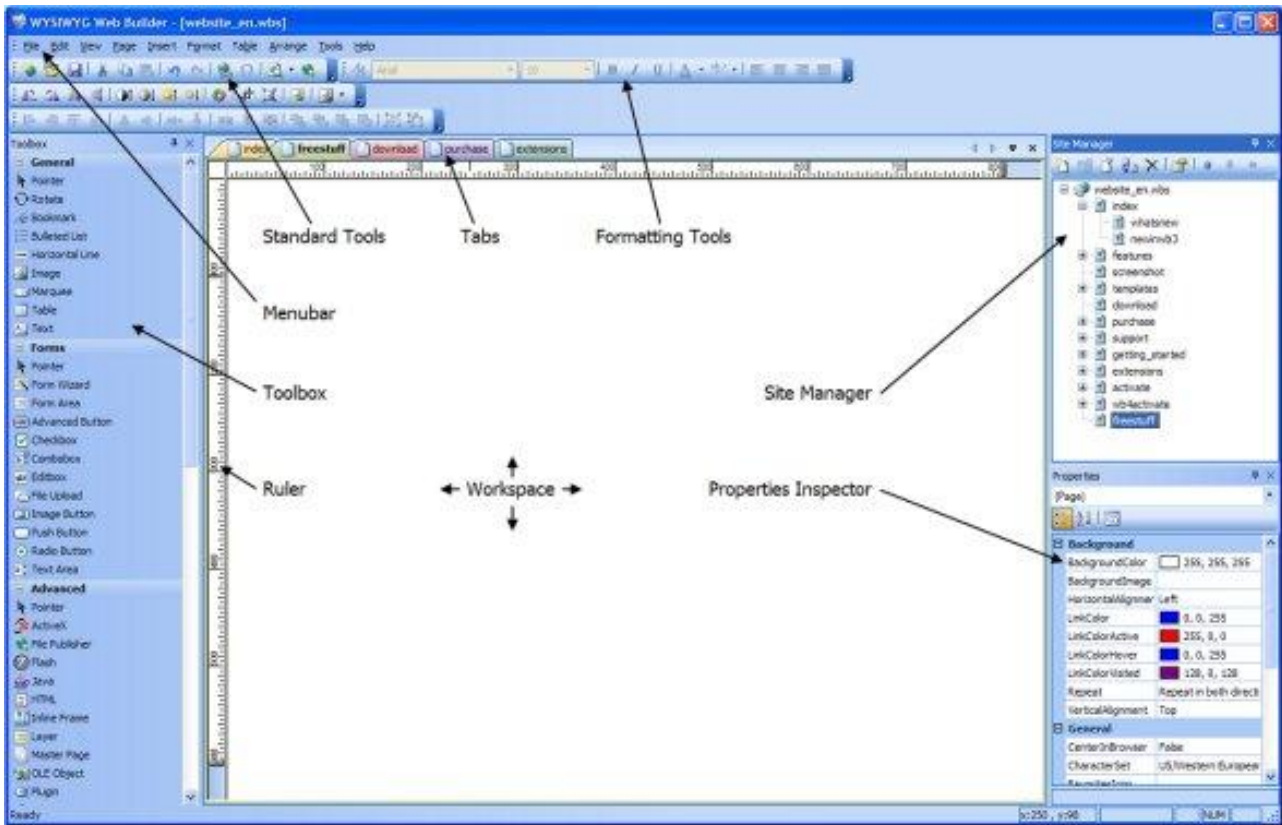 WYSIWYG Web Builder - [website_en.wbs]
File Edit View Page Insert Format Table Arrange Tools Help
Arial 10
Toolbox
General
Pointer
Rotate
Bookmark
Bulleted List
Horizontal Line
Image
Marquee
Table
Text
Forms
Pointer
Form Wizard
Form Area
Advanced Button
Checkbox
Combobox
Editbox
File Upload
Image Button
Push Button
Radio Button
Text Area
Advanced
Pointer
ActiveX
File Publisher
Flash
Java
HTML
Inline Frame
Layer
Master Page
OLE Object
Plugin
Ready
index freestuff download purchase extensions
Standard Tools Tabs Formatting Tools
Menubar
Toolbox Site Manager
Ruler Workspace Properties Inspector
Site Manager
website_en.wbs
index
whatsnew
newinwb3
features
screenshot
templates
download
purchase
support
getting_started
extensions
activate
wb4activate
freestuff
Properties
(Page)
Background
BackgroundColor 255, 255, 255
BackgroundImage
HorizontalAlignmer Left
LinkColor 0, 0, 255
LinkColorActive 255, 0, 0
LinkColorHover 0, 0, 255
LinkColorVisited 128, 0, 128
Repeat Repeat in both directi
VerticalAlignment Top
General
CenterInBrowser False
CharacterSet US/Western European
x:250 , y:98 NUM